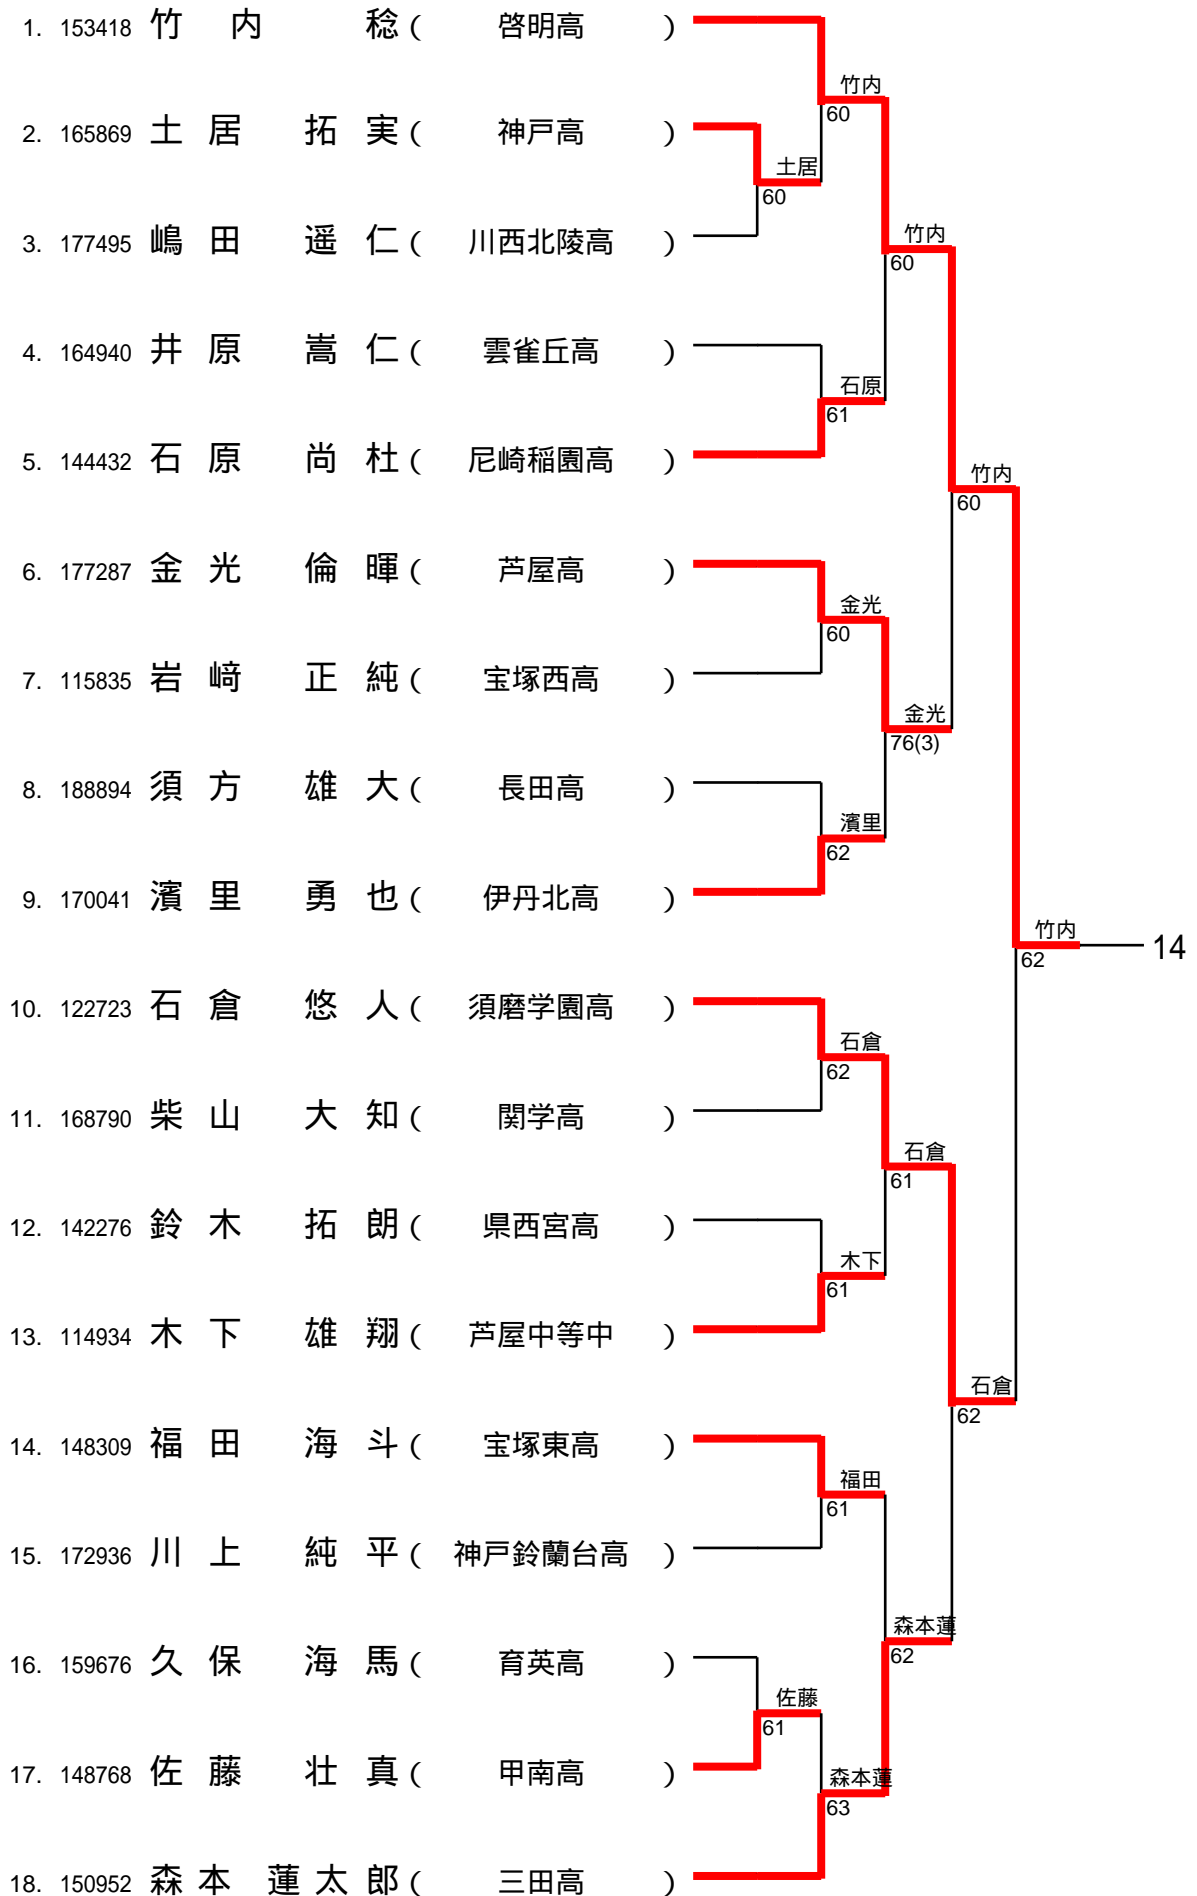 1. 153418 竹 内 稔 ( 啓明高 )
竹内
60
2. 165869 土 居 拓 実 ( 神戸高 )
土居
60
3. 177495 嶋 田 遥 仁 ( 川西北陵高 )
竹内
60
4. 164940 井 原 嵩 仁 ( 雲雀丘高 )
石原
61
5. 144432 石 原 尚 杜 ( 尼崎稲園高 )
竹内
60
6. 177287 金 光 倫 暉 ( 芦屋高 )
金光
60
7. 115835 岩 﨑 正 純 ( 宝塚西高 )
金光
76(3)
8. 188894 須 方 雄 大 ( 長田高 )
濱里
62
9. 170041 濱 里 勇 也 ( 伊丹北高 )
竹内
62
14
10. 122723 石 倉 悠 人 ( 須磨学園高 )
石倉
62
11. 168790 柴 山 大 知 ( 関学高 )
石倉
61
12. 142276 鈴 木 拓 朗 ( 県西宮高 )
木下
61
13. 114934 木 下 雄 翔 ( 芦屋中等中 )
石倉
62
14. 148309 福 田 海 斗 ( 宝塚東高 )
福田
61
15. 172936 川 上 純 平 ( 神戸鈴蘭台高 )
森本蓮
62
16. 159676 久 保 海 馬 ( 育英高 )
佐藤
61
17. 148768 佐 藤 壮 真 ( 甲南高 )
森本蓮
63
18. 150952 森 本 蓮 太 郎 ( 三田高 )